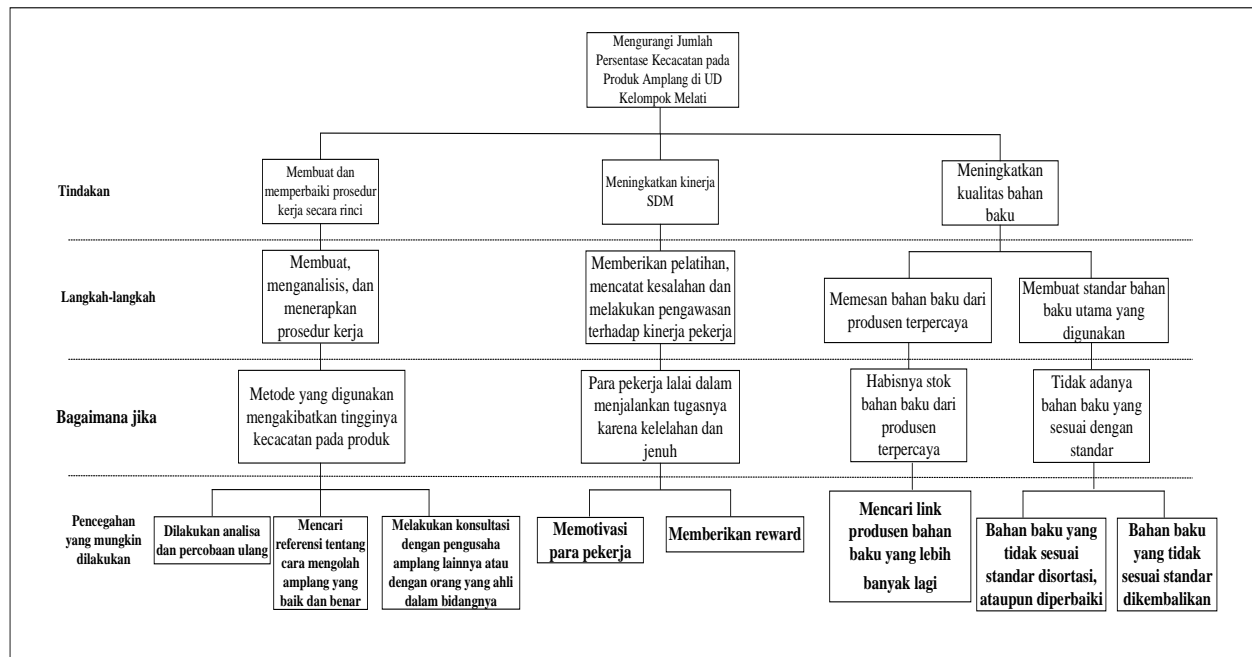 Mengurangi Jumlah
Persentase Kecacatan pada
Produk Amplang di UD
Kelompok Melati
Tindakan
Membuat dan
memperbaiki prosedur
kerja secara rinci
Meningkatkan kinerja
SDM
Meningkatkan
kualitas bahan
baku
Langkah-langkah
Membuat,
menganalisis, dan
menerapkan
prosedur kerja
Memberikan pelatihan,
mencatat kesalahan dan
melakukan pengawasan
terhadap kinerja pekerja
Memesan bahan baku dari
produsen terpercaya
Membuat standar bahan
baku utama yang
digunakan
Bagaimana jika
Metode yang digunakan
mengakibatkan tingginya
kecacatan pada produk
Para pekerja lalai dalam
menjalankan tugasnya
karena kelelahan dan
jenuh
Habisnya stok
bahan baku dari
produsen
terpercaya
Tidak adanya
bahan baku yang
sesuai dengan
standar
Pencegahan
yang mungkin
dilakukan
Dilakukan analisa
dan percobaan ulang
Mencari
referensi tentang
cara mengolah
amplang yang
baik dan benar
Melakukan konsultasi
dengan pengusaha
amplang lainnya atau
dengan orang yang ahli
dalam bidangnya
Memotivasi
para pekerja
Memberikan reward
Mencari link
produsen bahan
baku yang lebih
banyak lagi
Bahan baku yang
tidak sesuai
standar disortasi,
ataupun diperbaiki
Bahan baku
yang tidak
sesuai standar
dikembalikan